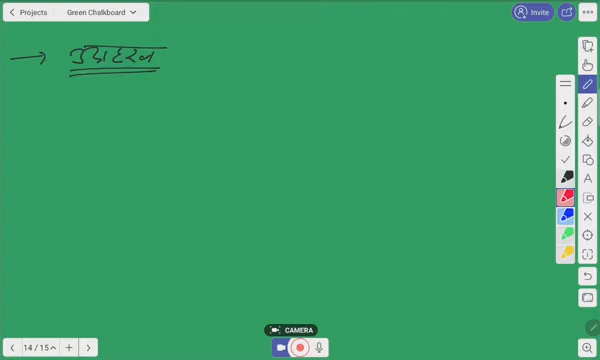 Projects Green Chalkboard Invite
→ उदाहरण
A
CAMERA
14 / 15